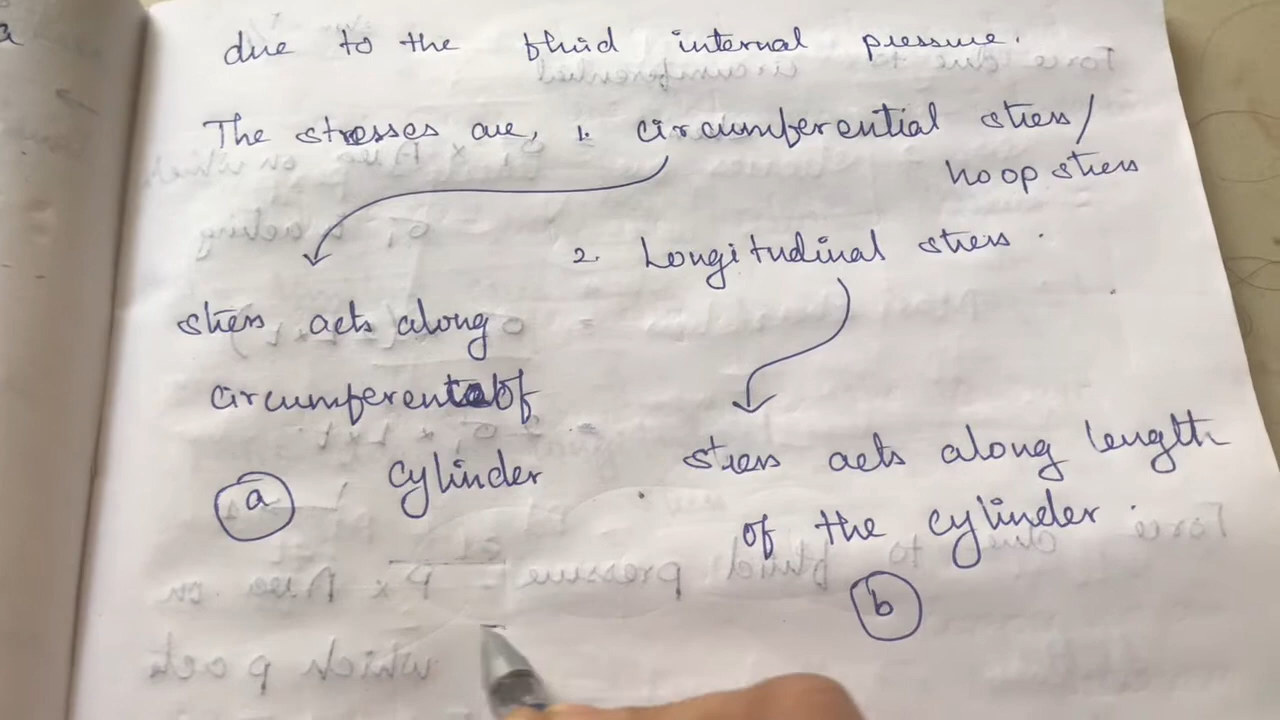 due to the fluid internal pressure.
The stresses are, 1. circumferential stress/
hoop stress
2. Longitudinal stress.
stress acts along
circumference of
cylinder
a
stress acts along length
of the cylinder.
b